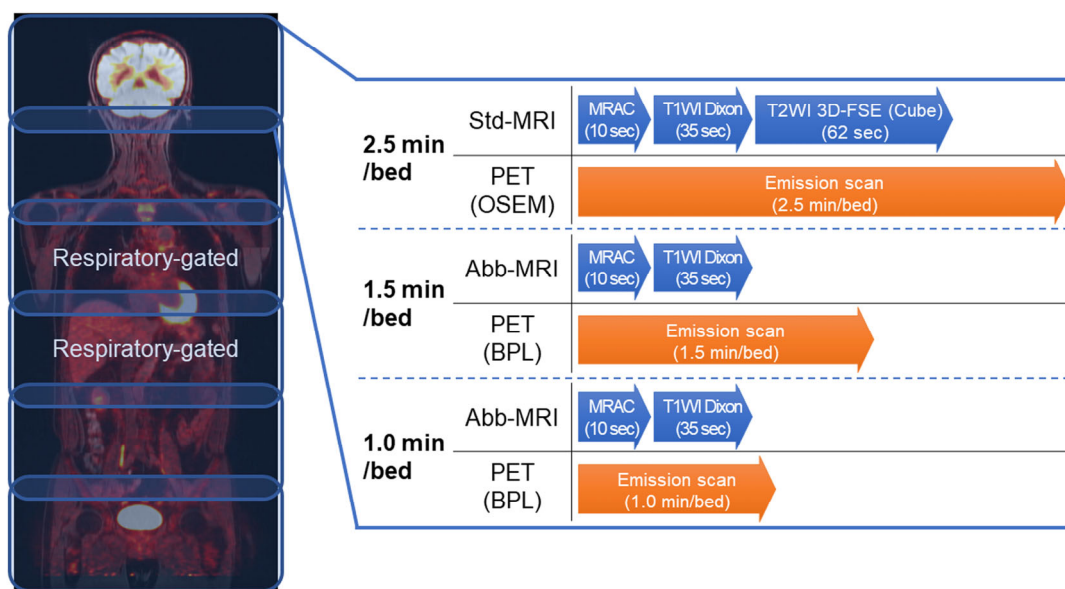 Respiratory-gated
Respiratory-gated
2.5 min
/bed
Std-MRI
MRAC
(10 sec)
T1WI Dixon
(35 sec)
T2WI 3D-FSE (Cube)
(62 sec)
PET
(OSEM)
Emission scan
(2.5 min/bed)
1.5 min
/bed
Abb-MRI
MRAC
(10 sec)
T1WI Dixon
(35 sec)
PET
(BPL)
Emission scan
(1.5 min/bed)
1.0 min
/bed
Abb-MRI
MRAC
(10 sec)
T1WI Dixon
(35 sec)
PET
(BPL)
Emission scan
(1.0 min/bed)